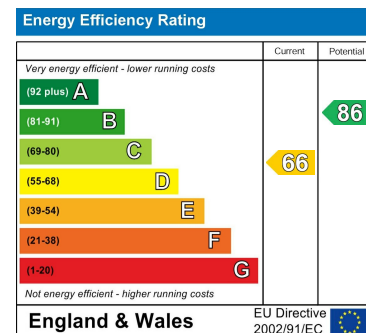 Energy Efficiency Rating
Current Potential
Very energy efficient - lower running costs
(92 plus) A
(81-91) B
86
(69-80) C
66
(55-68) D
(39-54) E
(21-38) F
(1-20) G
Not energy efficient - higher running costs
England & Wales
EU Directive
2002/91/EC